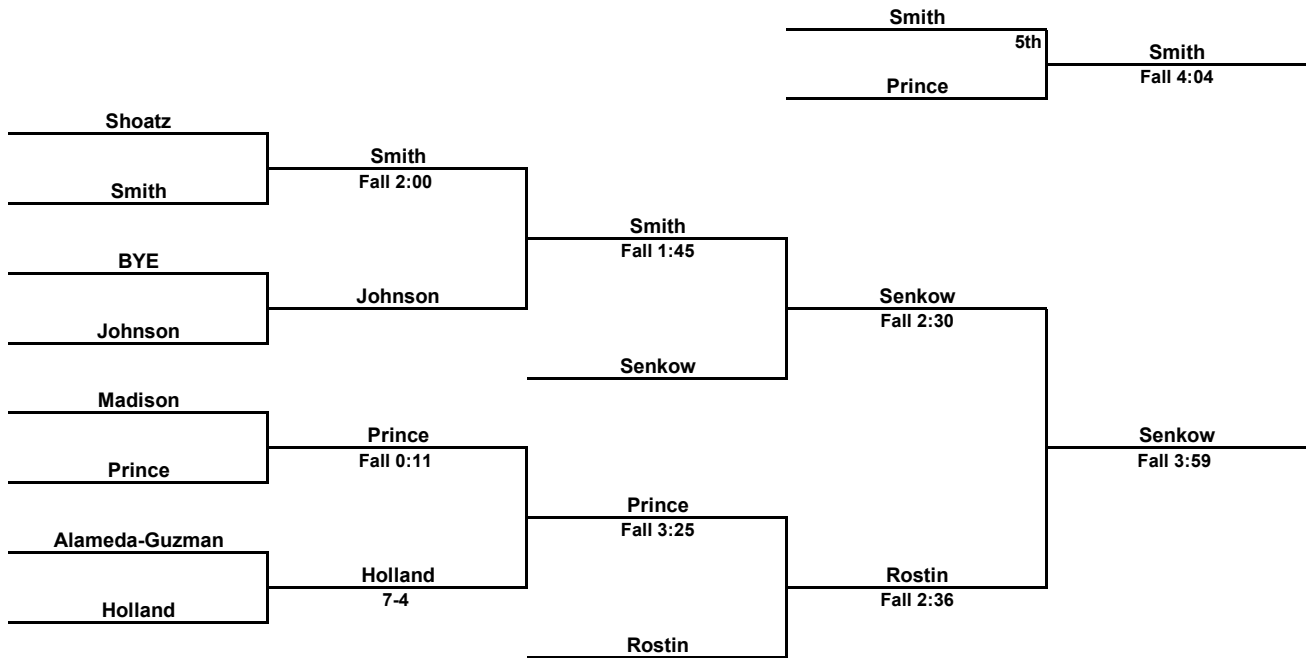 Smith
5th
Smith
Fall 4:04
Prince
Shoatz
Smith
Fall 2:00
Smith
Smith
Fall 1:45
BYE
Johnson
Senkow
Fall 2:30
Johnson
Senkow
Madison
Prince
Fall 0:11
Senkow
Fall 3:59
Prince
Prince
Fall 3:25
Alameda-Guzman
Holland
7-4
Rostin
Fall 2:36
Holland
Rostin